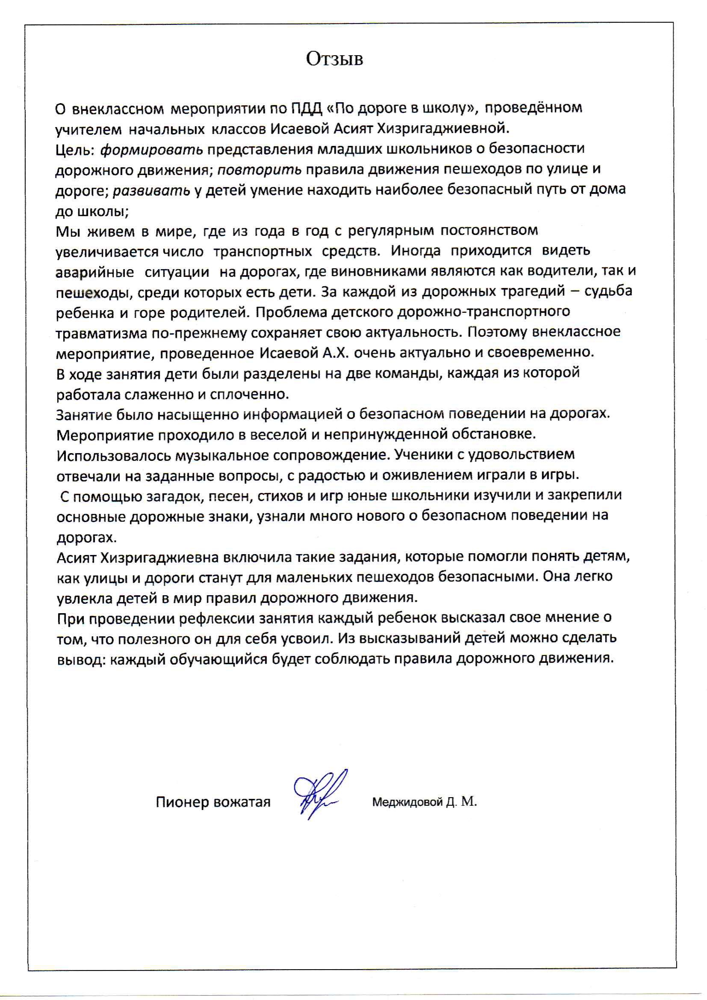 Отзыв
О внеклассном мероприятии по ПДД «По дороге в школу», проведённом
учителем начальных классов Исаевой Асият Хизригаджиевной.
Цель: формировать представления младших школьников о безопасности
дорожного движения; повторить правила движения пешеходов по улице и
дороге; развивать у детей умение находить наиболее безопасный путь от дома
до школы;
Мы живем в мире, где из года в год с регулярным постоянством
увеличивается число транспортных средств. Иногда приходится видеть
аварийные ситуации на дорогах, где виновниками являются как водители, так и
пешеходы, среди которых есть дети. За каждой из дорожных трагедий – судьба
ребенка и горе родителей. Проблема детского дорожно-транспортного
травматизма по-прежнему сохраняет свою актуальность. Поэтому внеклассное
мероприятие, проведенное Исаевой А.Х. очень актуально и своевременно.
В ходе занятия дети были разделены на две команды, каждая из которой
работала слаженно и сплоченно.
Занятие было насыщенно информацией о безопасном поведении на дорогах.
Мероприятие проходило в веселой и непринужденной обстановке.
Использовалось музыкальное сопровождение. Ученики с удовольствием
отвечали на заданные вопросы, с радостью и оживлением играли в игры.
С помощью загадок, песен, стихов и игр юные школьники изучили и закрепили
основные дорожные знаки, узнали много нового о безопасном поведении на
дорогах.
Асият Хизригаджиевна включила такие задания, которые помогли понять детям,
как улицы и дороги станут для маленьких пешеходов безопасными. Она легко
увлекла детей в мир правил дорожного движения.
При проведении рефлексии занятия каждый ребенок высказал свое мнение о
том, что полезного он для себя усвоил. Из высказываний детей можно сделать
вывод: каждый обучающийся будет соблюдать правила дорожного движения.
Пионер вожатая Меджидовой Д. М.